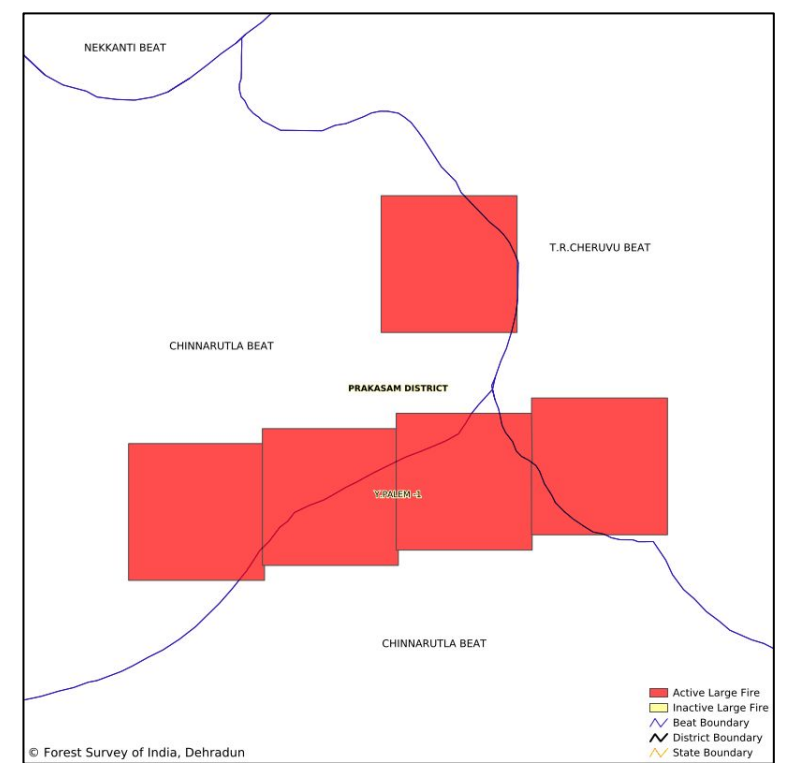 NEKKANTI BEAT
T.R.CHERUVU BEAT
CHINNARUTLA BEAT
PRAKASAM DISTRICT
Y.PALEM -1
CHINNARUTLA BEAT
Active Large Fire
Inactive Large Fire
Beat Boundary
District Boundary
State Boundary
© Forest Survey of India, Dehradun